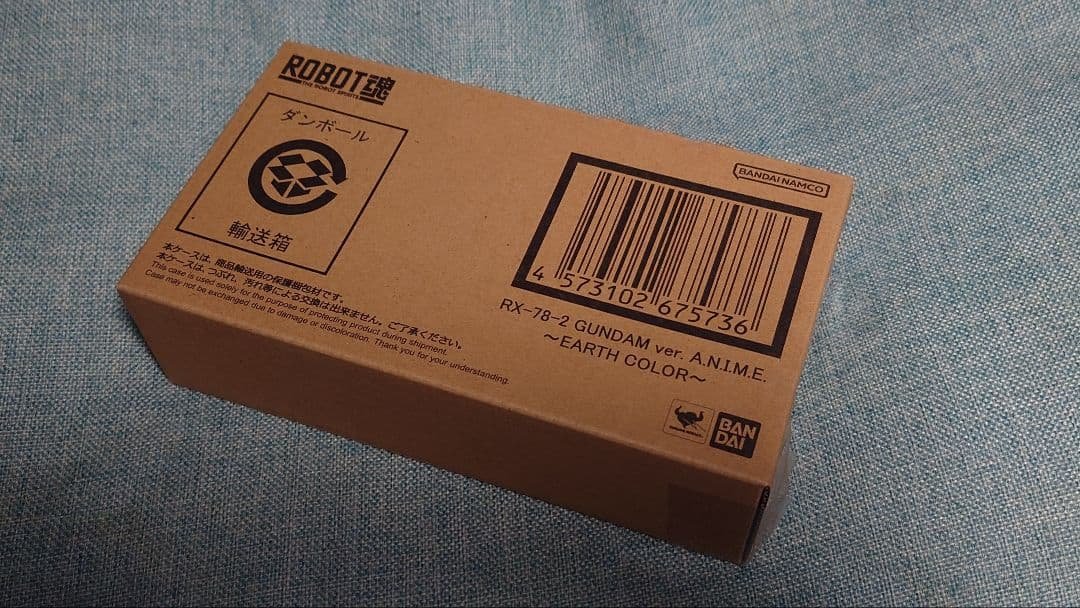 ROBOT魂
THE ROBOT SPIRITS
ダンボール
輸送箱
本ケースは、商品輸送用の保護梱包材です。
本ケースは、つぶれ、汚れ等による交換は出来ません。ご了承ください。
This case is used solely for the purpose of protecting product during shipment.
Case may not be exchanged due to damage or discoloration. Thank you for your understanding.
BANDAI NAMCO
4 573102 675736
RX-78-2 GUNDAM ver. A.N.I.M.E.
～EARTH COLOR～
BAN
DAI